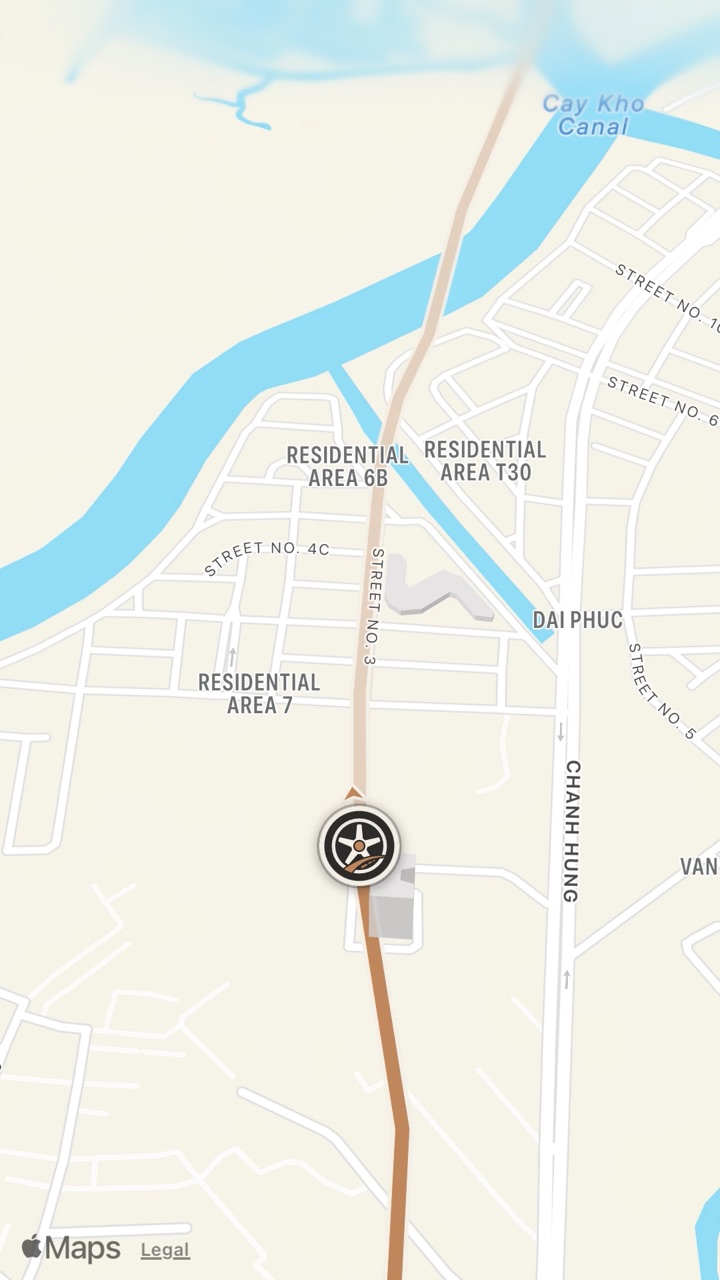 Cay Kho
Canal
STREET NO. 10
STREET NO. 6
RESIDENTIAL
AREA 6B
RESIDENTIAL
AREA T30
STREET NO. 4C
STREET NO. 3
DAI PHUC
RESIDENTIAL
AREA 7
STREET NO. 5
CHANH HUNG
VAN
Maps
Legal